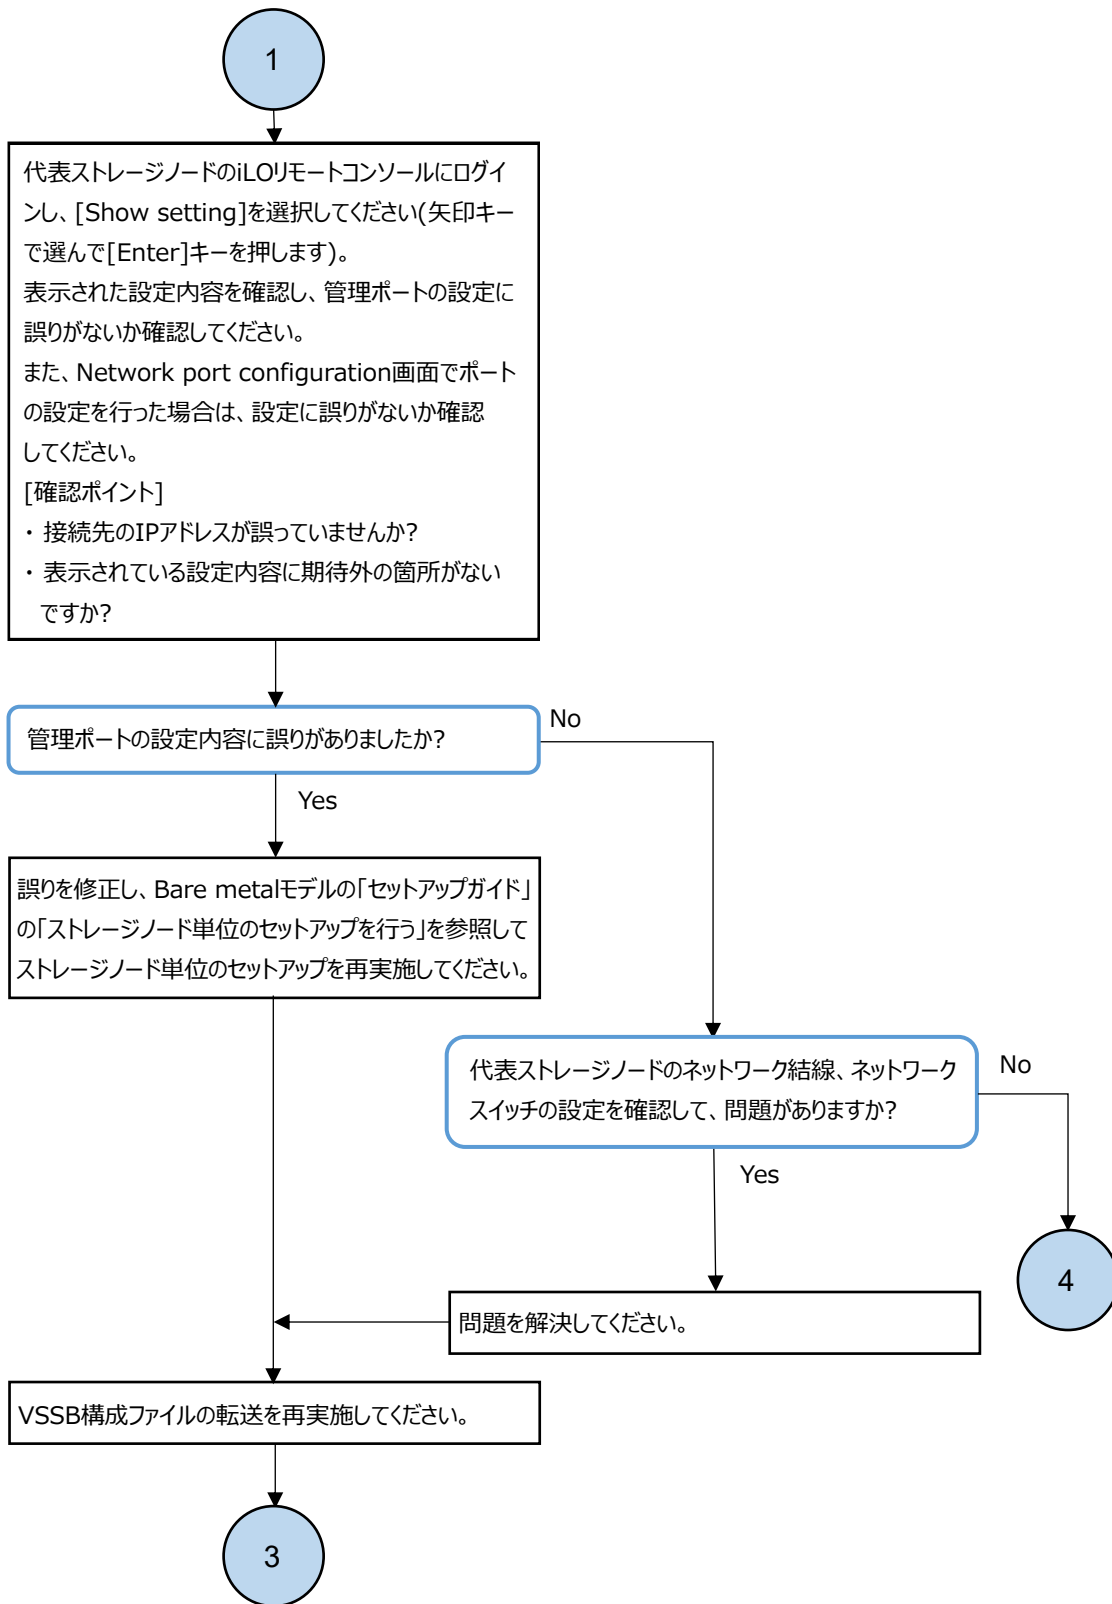 1
代表ストレージノードのiLOリモートコンソールにログイ
ンし、[Show setting]を選択してください(矢印キー
で選んで[Enter]キーを押します)。
表示された設定内容を確認し、管理ポートの設定に
誤りがないか確認してください。
また、Network port configuration画面でポート
の設定を行った場合は、設定に誤りがないか確認
してください。
[確認ポイント]
・ 接続先のIPアドレスが誤っていませんか?
・ 表示されている設定内容に期待外の箇所がない
ですか?
管理ポートの設定内容に誤りがありましたか?
No
Yes
誤りを修正し、Bare metalモデルの「セットアップガイド」
の「ストレージノード単位のセットアップを行う」を参照して
ストレージノード単位のセットアップを再実施してください。
代表ストレージノードのネットワーク結線、ネットワーク
スイッチの設定を確認して、問題がありますか?
No
Yes
4
問題を解決してください。
VSSB構成ファイルの転送を再実施してください。
3